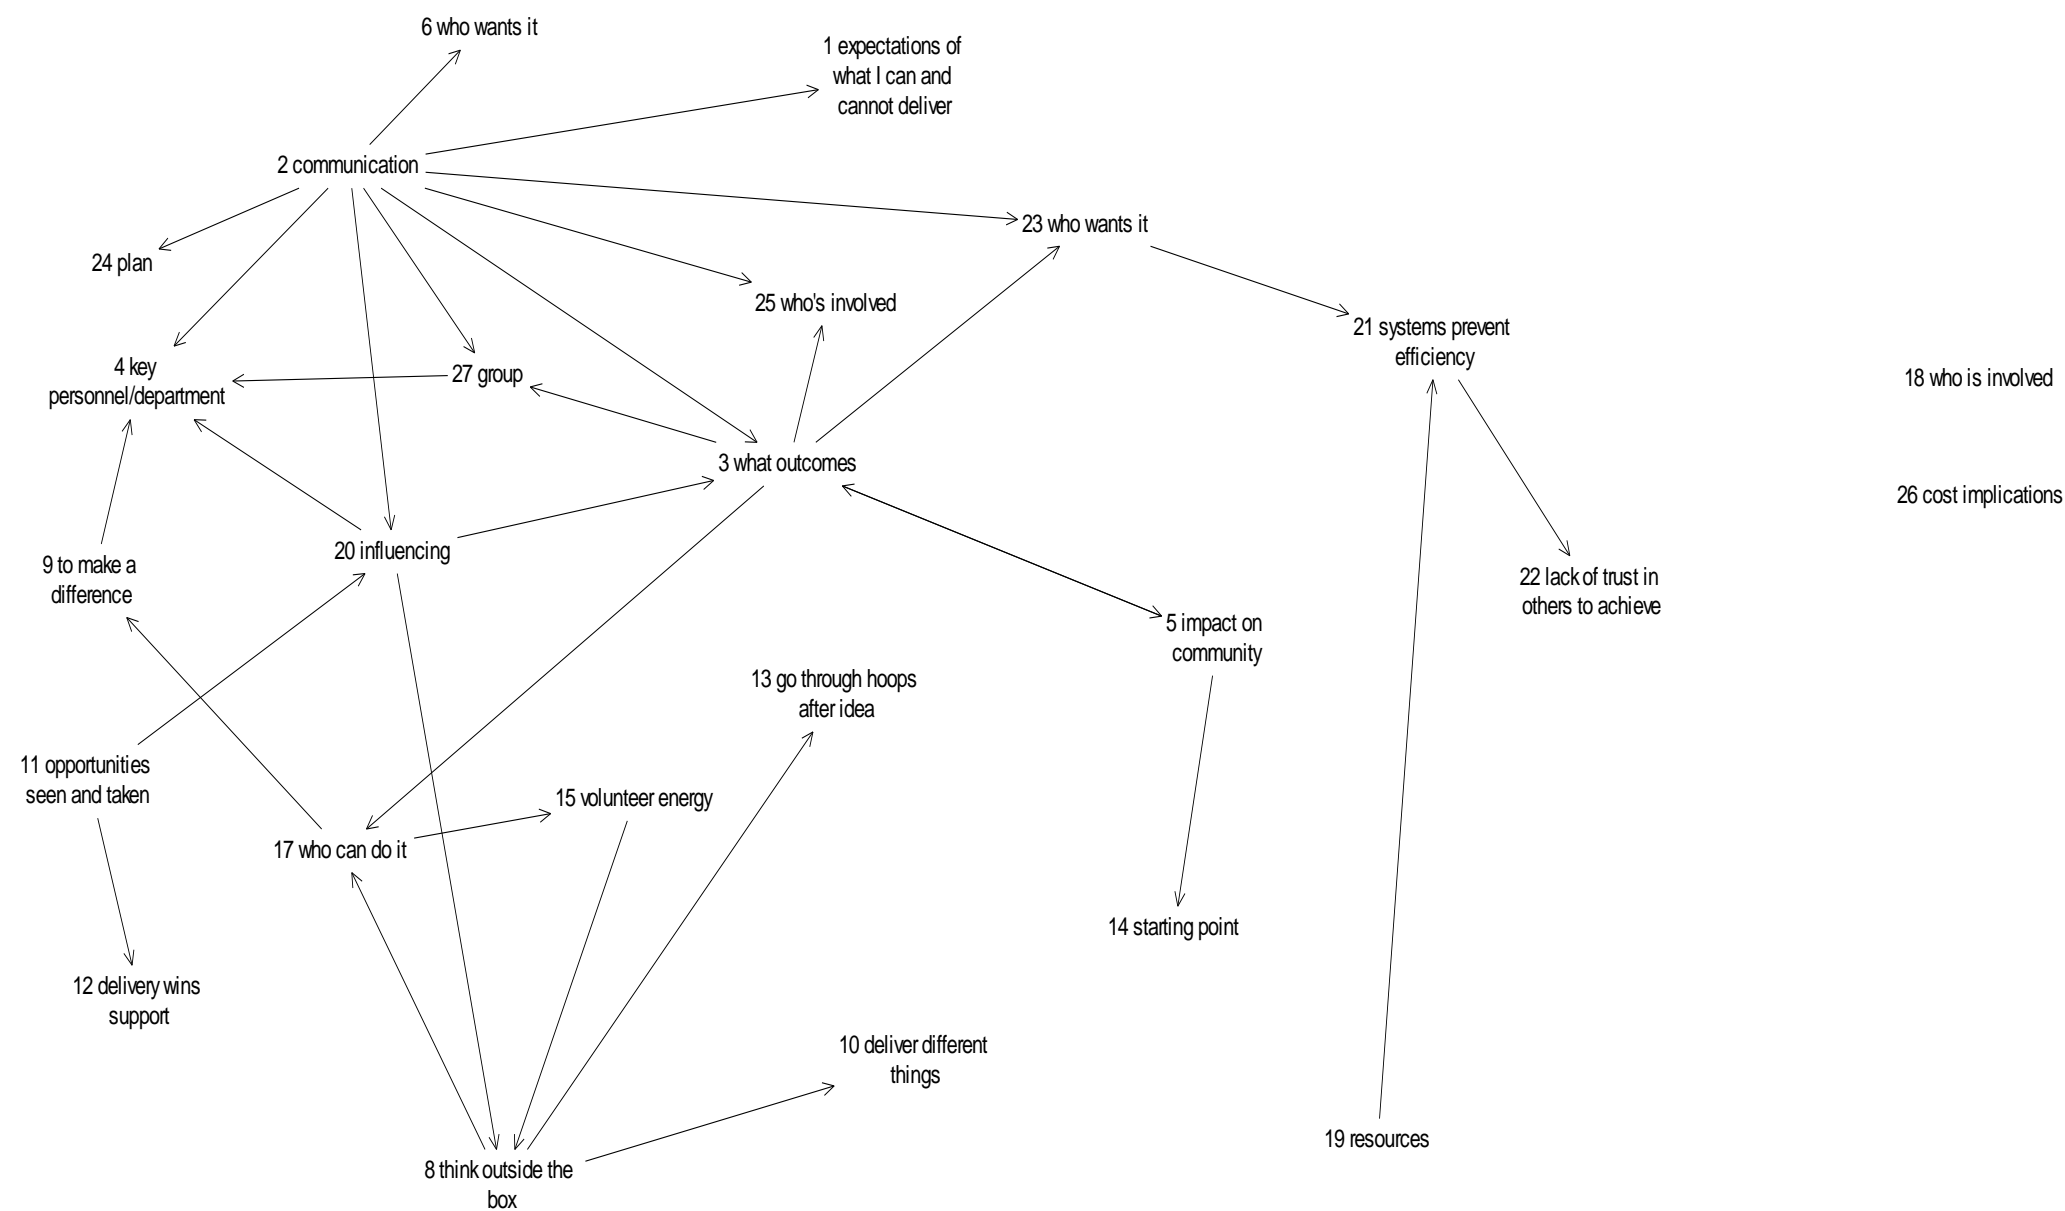 6 who wants it
1 expectations of
what I can and
cannot deliver
2 communication
23 who wants it
24 plan
25 who's involved
21 systems prevent
efficiency
4 key
personnel/department
27 group
18 who is involved
3 what outcomes
26 cost implications
20 influencing
9 to make a
difference
22 lack of trust in
others to achieve
5 impact on
community
13 go through hoops
after idea
11 opportunities
seen and taken
15 volunteer energy
17 who can do it
14 starting point
12 delivery wins
support
10 deliver different
things
19 resources
8 think outside the
box